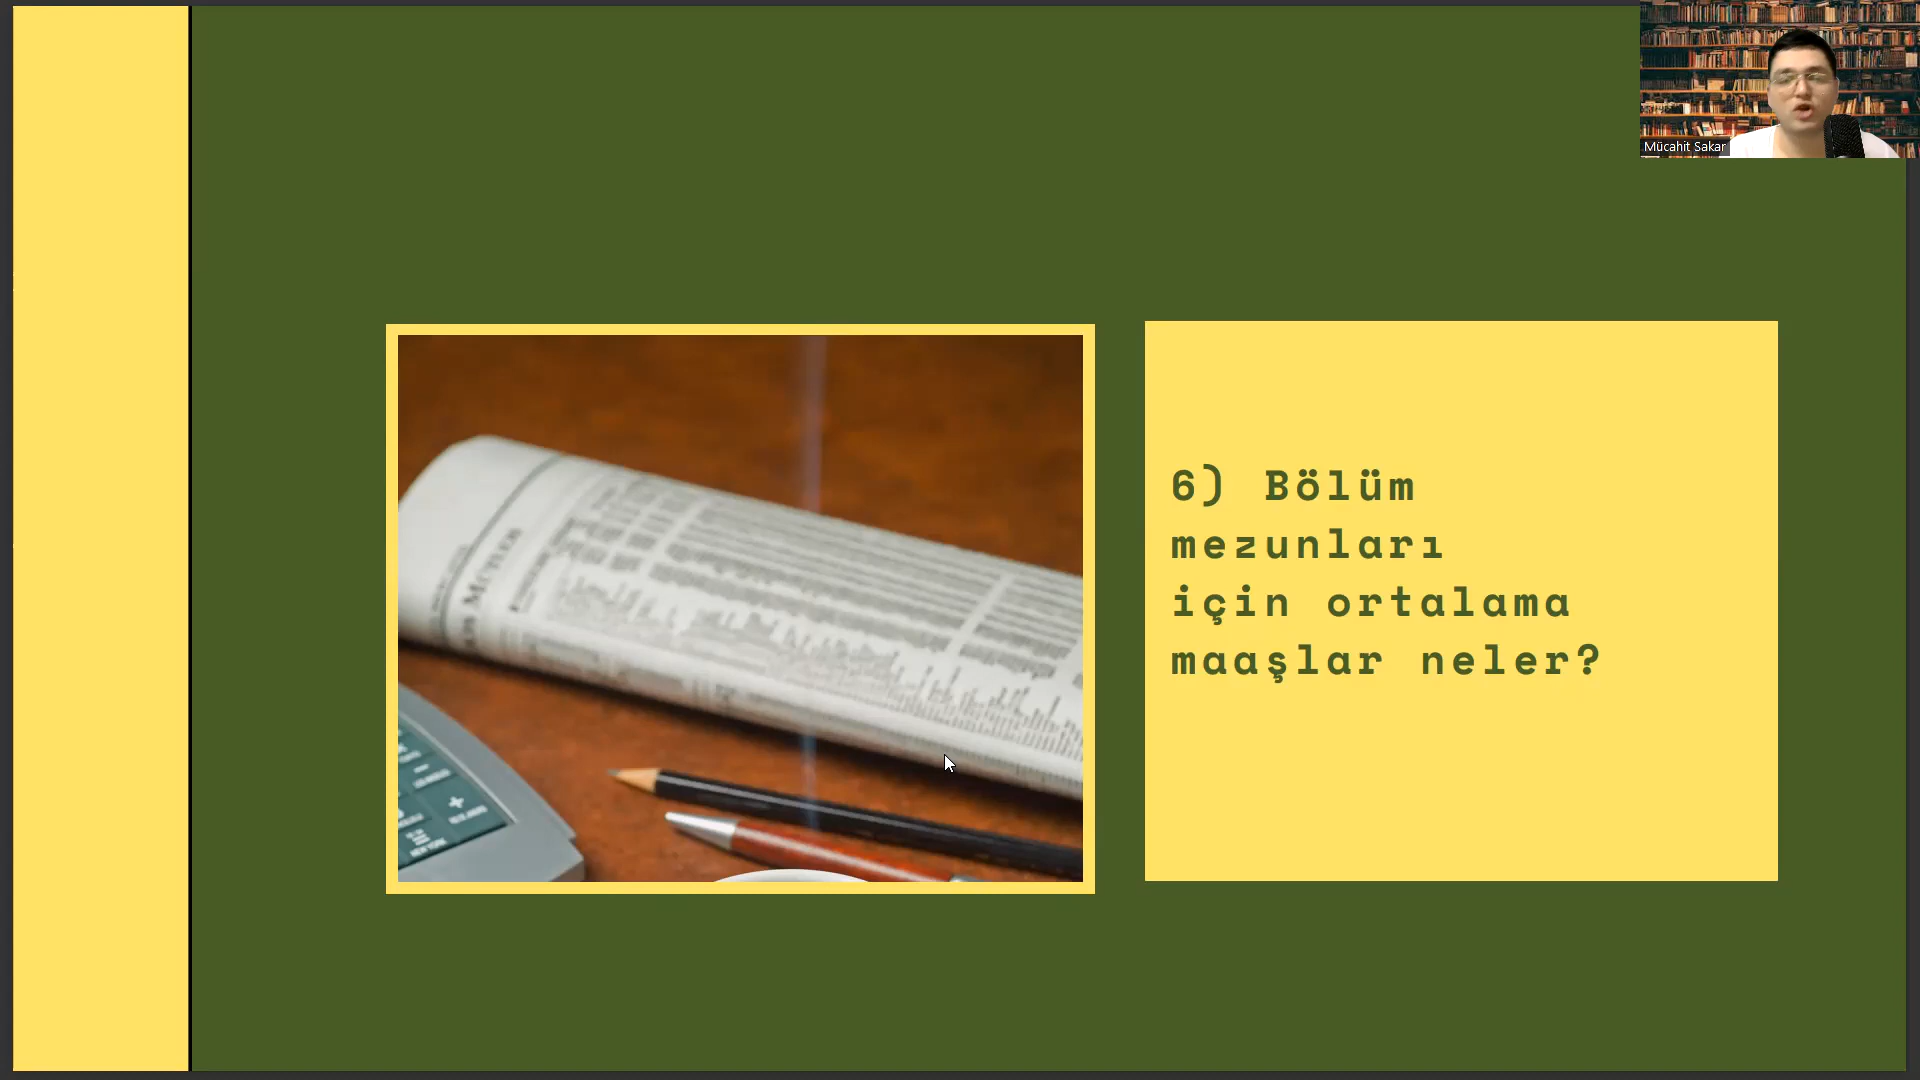 Mücahit Sakar
6) Bölüm
mezunları
için ortalama
maaşlar neler?